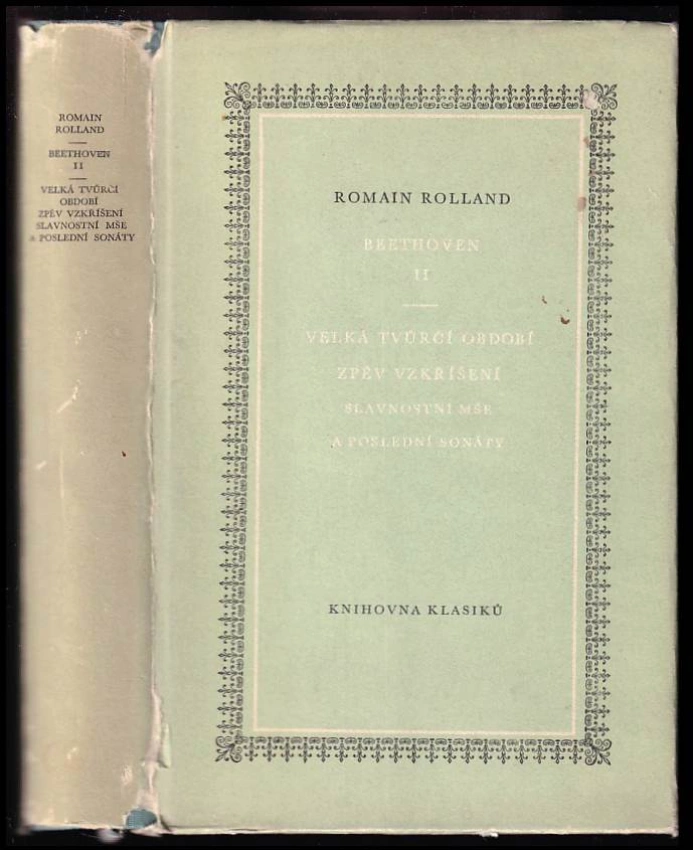 ROMAIN
ROLLAND
BEETHOVEN
II
VELKÁ TVŮRČÍ
OBDOBÍ
ZPĚV VZKŘÍŠENÍ
SLAVNOSTNÍ MŠE
A POSLEDNÍ SONÁTY
ROMAIN ROLLAND
BEETHOVEN
II
VELKÁ TVŮRČÍ OBDOBÍ
ZPĚV VZKŘÍŠENÍ
SLAVNOSTNÍ MŠE
A POSLEDNÍ SONÁTY
KNIHOVNA KLASIKŮ